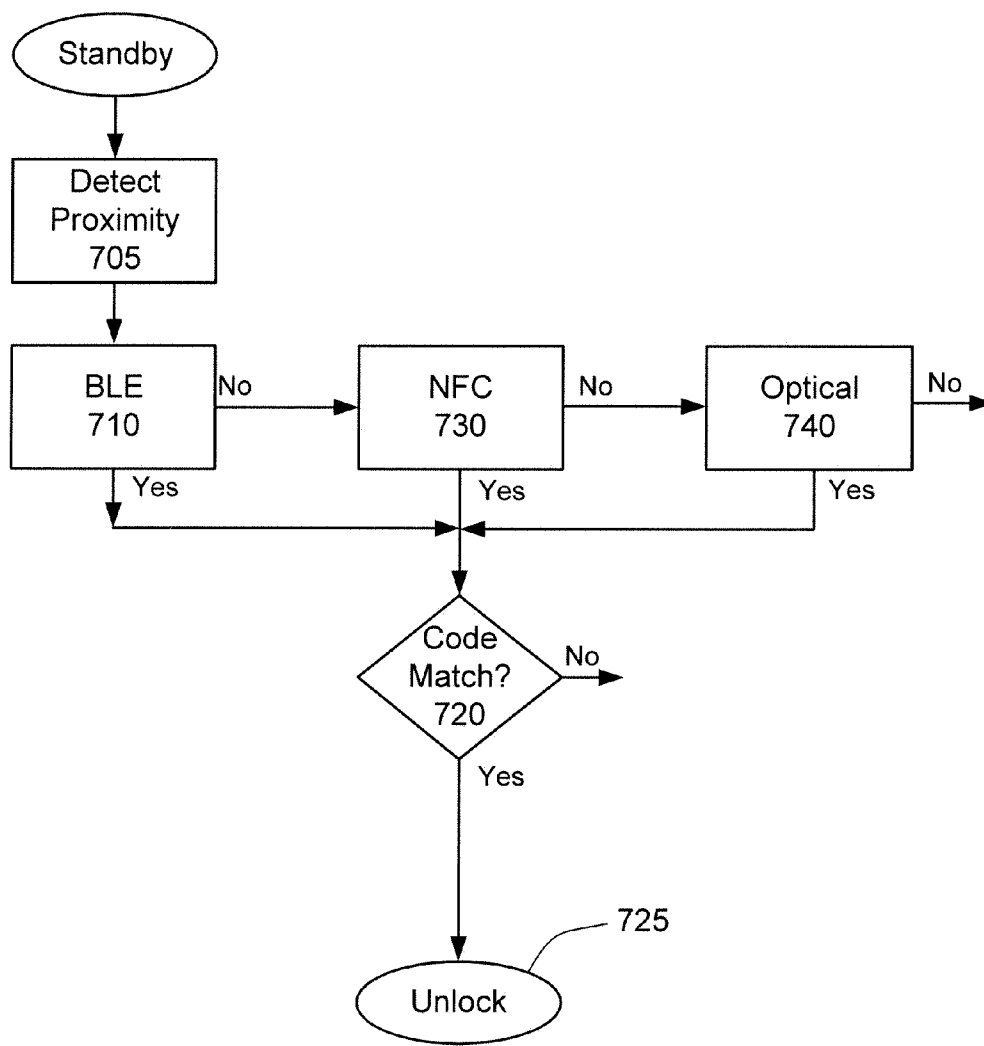 Standby
Detect
Proximity
705
BLE
710
No
NFC
730
No
Optical
740
No
Yes
Yes
Yes
Code
Match?
720
No
Yes
725
Unlock